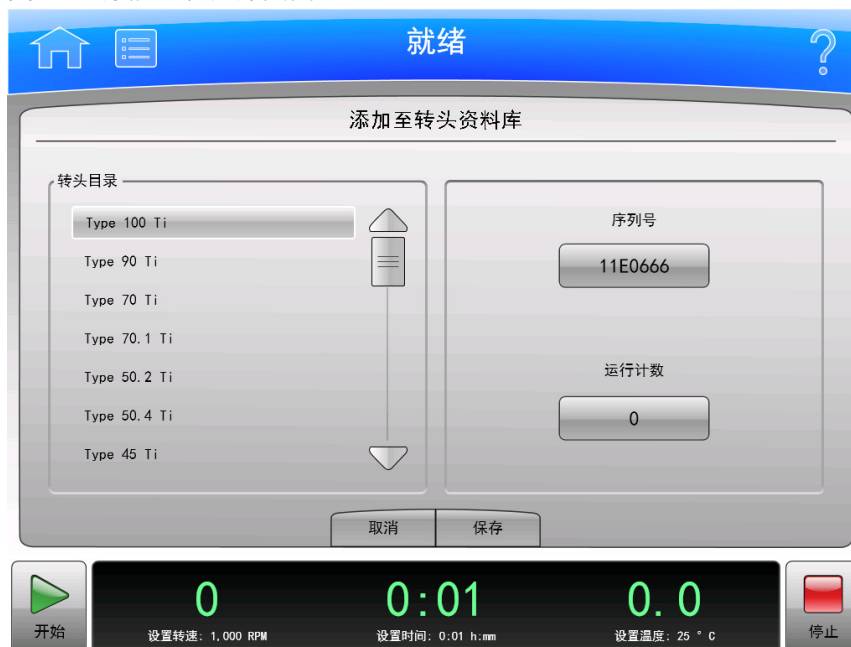 就绪
添加至转头资料库
转头目录
Type 100 Ti
Type 90 Ti
Type 70 Ti
Type 70.1 Ti
Type 50.2 Ti
Type 50.4 Ti
Type 45 Ti
序列号
11E0666
运行计数
0
取消 保存
开始
0 0:01 0.0
设置转速: 1,000 RPM 设置时间: 0:01 h:mm 设置温度: 25 ° C
停止